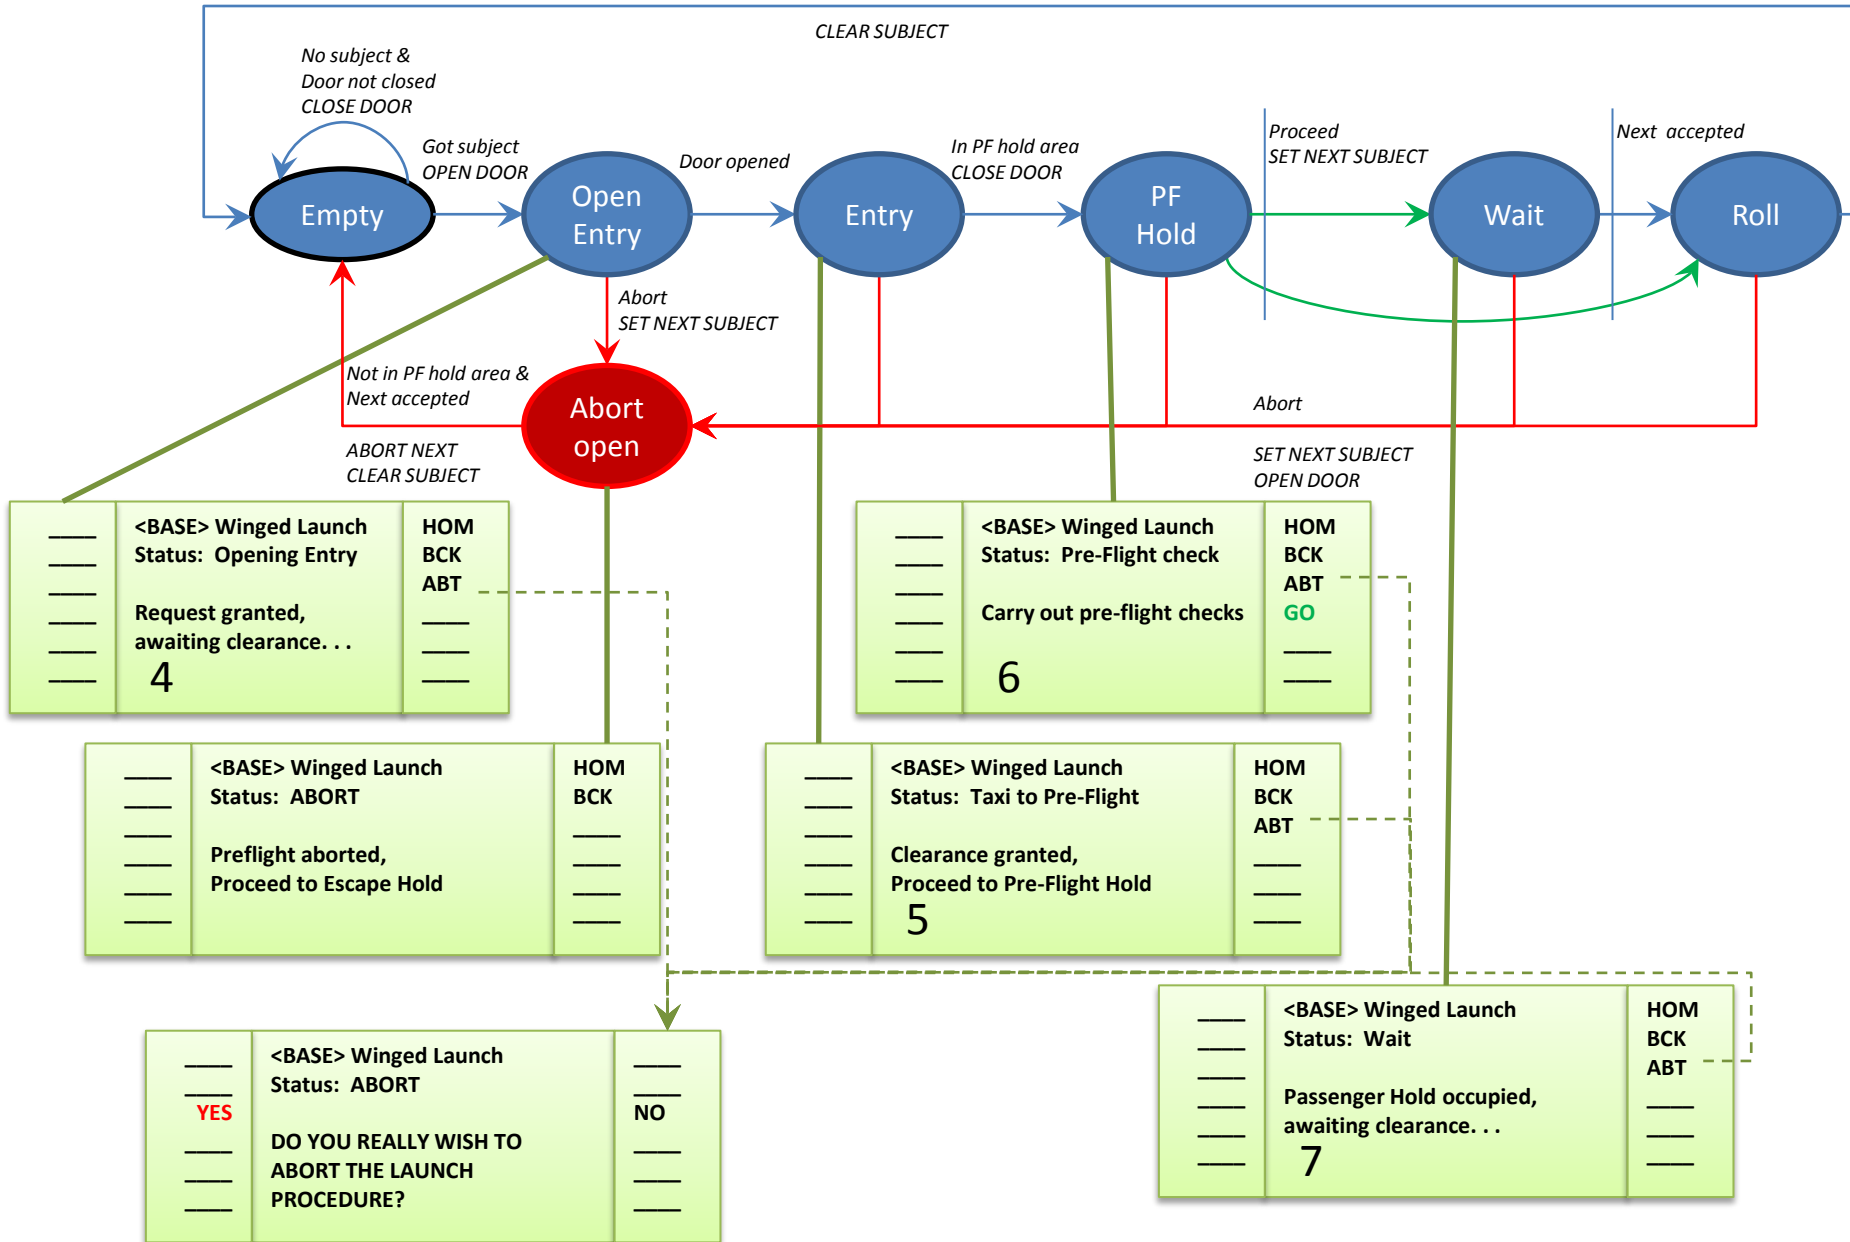 CLEAR SUBJECT
No subject &
Door not closed
CLOSE DOOR
Got subject
OPEN DOOR
Door opened
In PF hold area
CLOSE DOOR
Proceed
SET NEXT SUBJECT
Next accepted
Empty
Open
Entry
Entry
PF
Hold
Wait
Roll
Abort
SET NEXT SUBJECT
Not in PF hold area &
Next accepted
Abort
open
Abort
ABORT NEXT
CLEAR SUBJECT
SET NEXT SUBJECT
OPEN DOOR
<BASE> Winged Launch
Status: Opening Entry
Request granted,
awaiting clearance. . .
4
HOM
BCK
ABT
<BASE> Winged Launch
Status: Pre-Flight check
Carry out pre-flight checks
6
HOM
BCK
ABT
GO
<BASE> Winged Launch
Status: ABORT
Preflight aborted,
Proceed to Escape Hold
HOM
BCK
<BASE> Winged Launch
Status: Taxi to Pre-Flight
Clearance granted,
Proceed to Pre-Flight Hold
5
HOM
BCK
ABT
<BASE> Winged Launch
Status: Wait
Passenger Hold occupied,
awaiting clearance. . .
7
HOM
BCK
ABT
YES
<BASE> Winged Launch
Status: ABORT
DO YOU REALLY WISH TO
ABORT THE LAUNCH
PROCEDURE?
NO